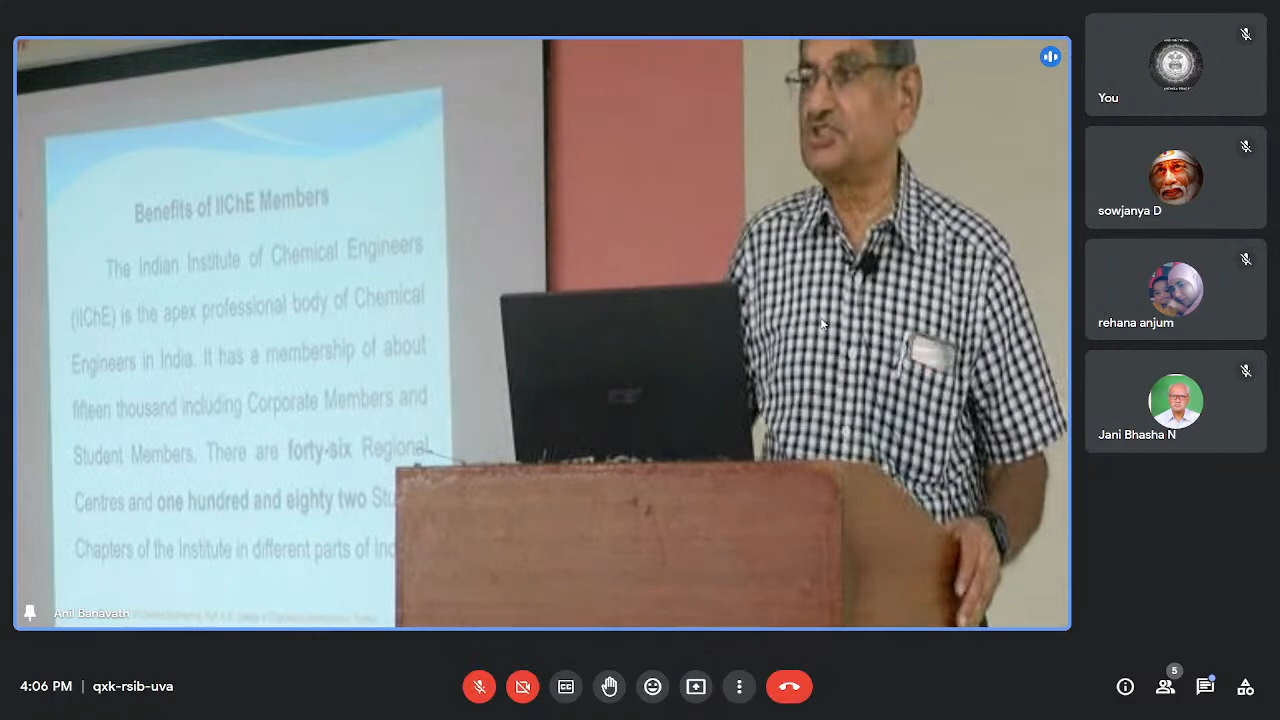 Benefits of IIChE Members
The Indian Institute of Chemical Engineers
(IIChE) is the apex professional body of Chemical
Engineers in India. It has a membership of about
fifteen thousand including Corporate Members and
Student Members. There are forty-six Regional
Centres and one hundred and eighty two Stu
Chapters of the Institute in different parts of Ind
Anil Banavath
You
sowjanya D
rehana anjum
Jani Bhasha N
4:06 PM | qxk-rsib-uva
5